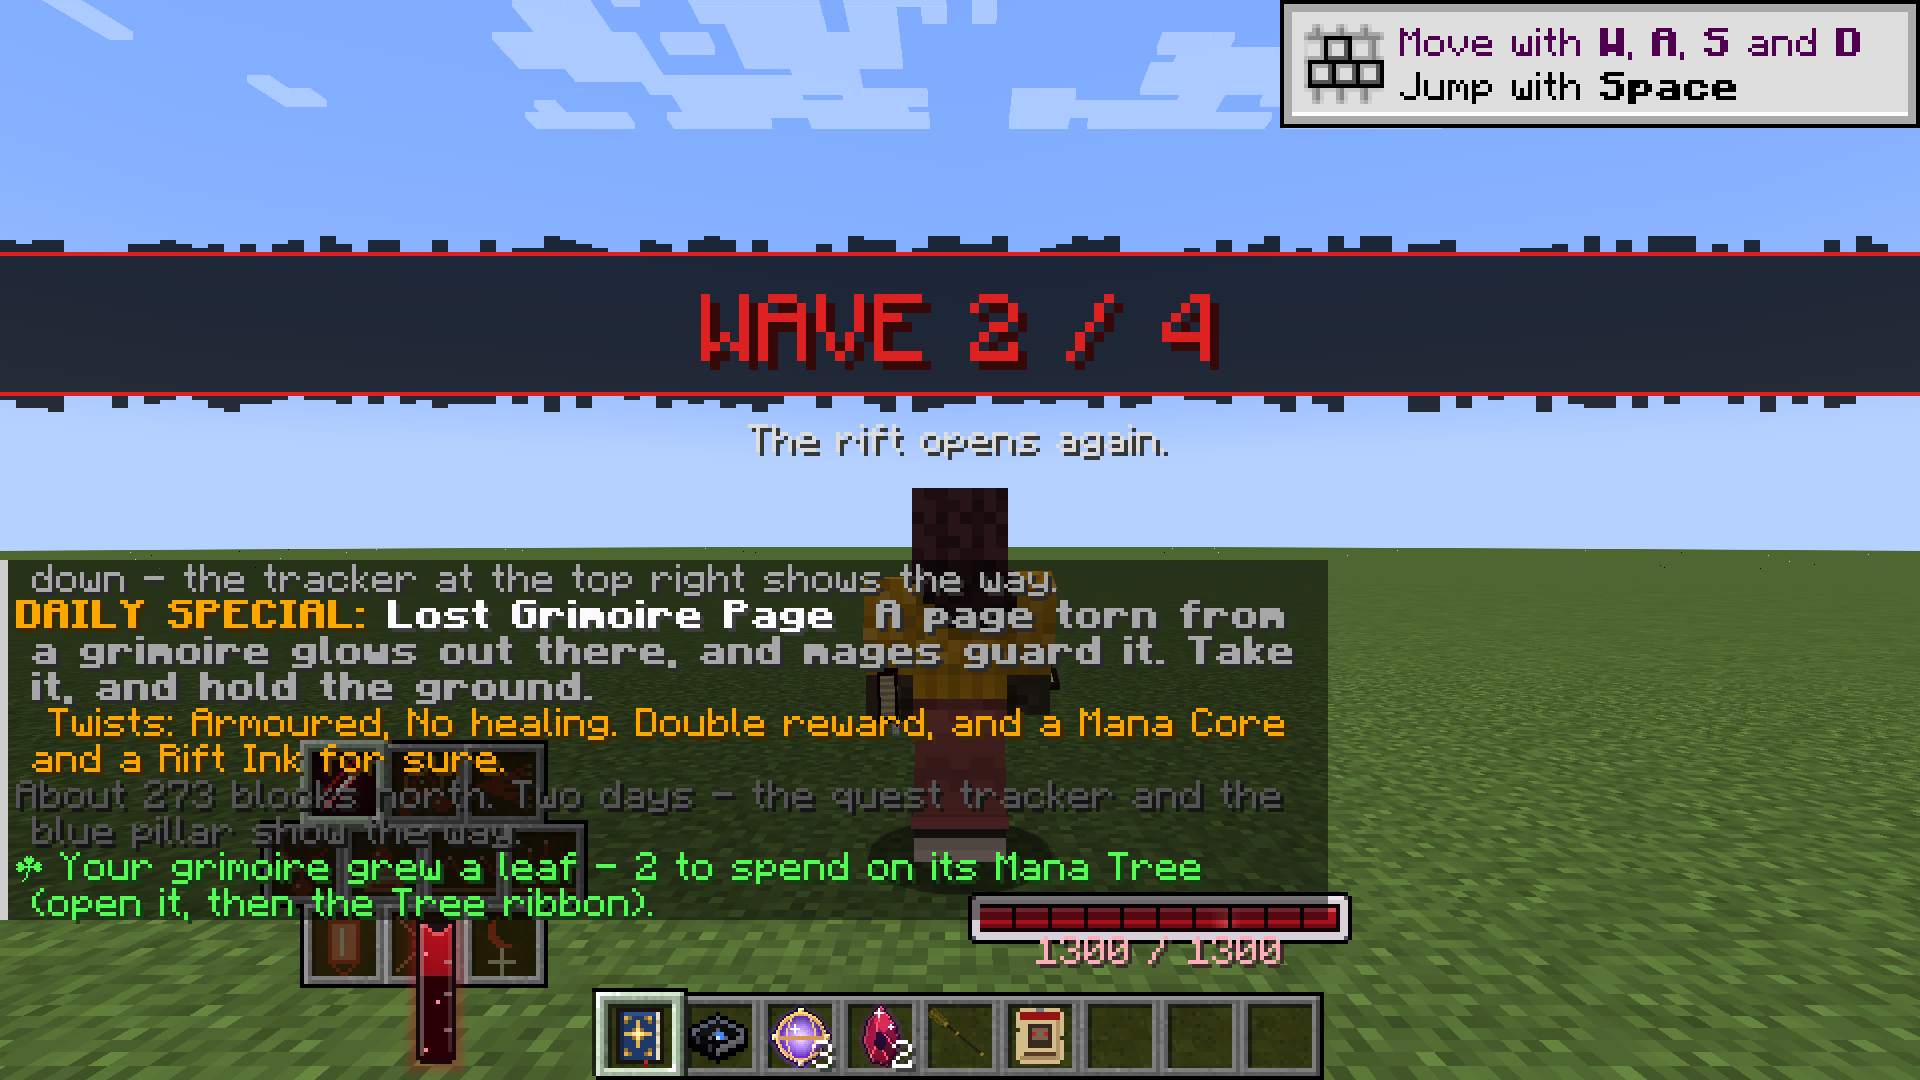 Move with W, A, S and D
Jump with Space
WAVE 2 / 4
The rift opens again.
down - the tracker at the top right shows the way.
DAILY SPECIAL: Lost Grimoire Page A page torn from
a grimoire glows out there, and mages guard it. Take
it, and hold the ground.
Twists: Armoured, No healing. Double reward, and a Mana Core
and a Rift Ink for sure.
About 273 blocks north. Two days - the quest tracker and the
blue pillar show the way.
☘ Your grimoire grew a leaf - 2 to spend on its Mana Tree
(open it, then the Tree ribbon).
1300 / 1300
3
2